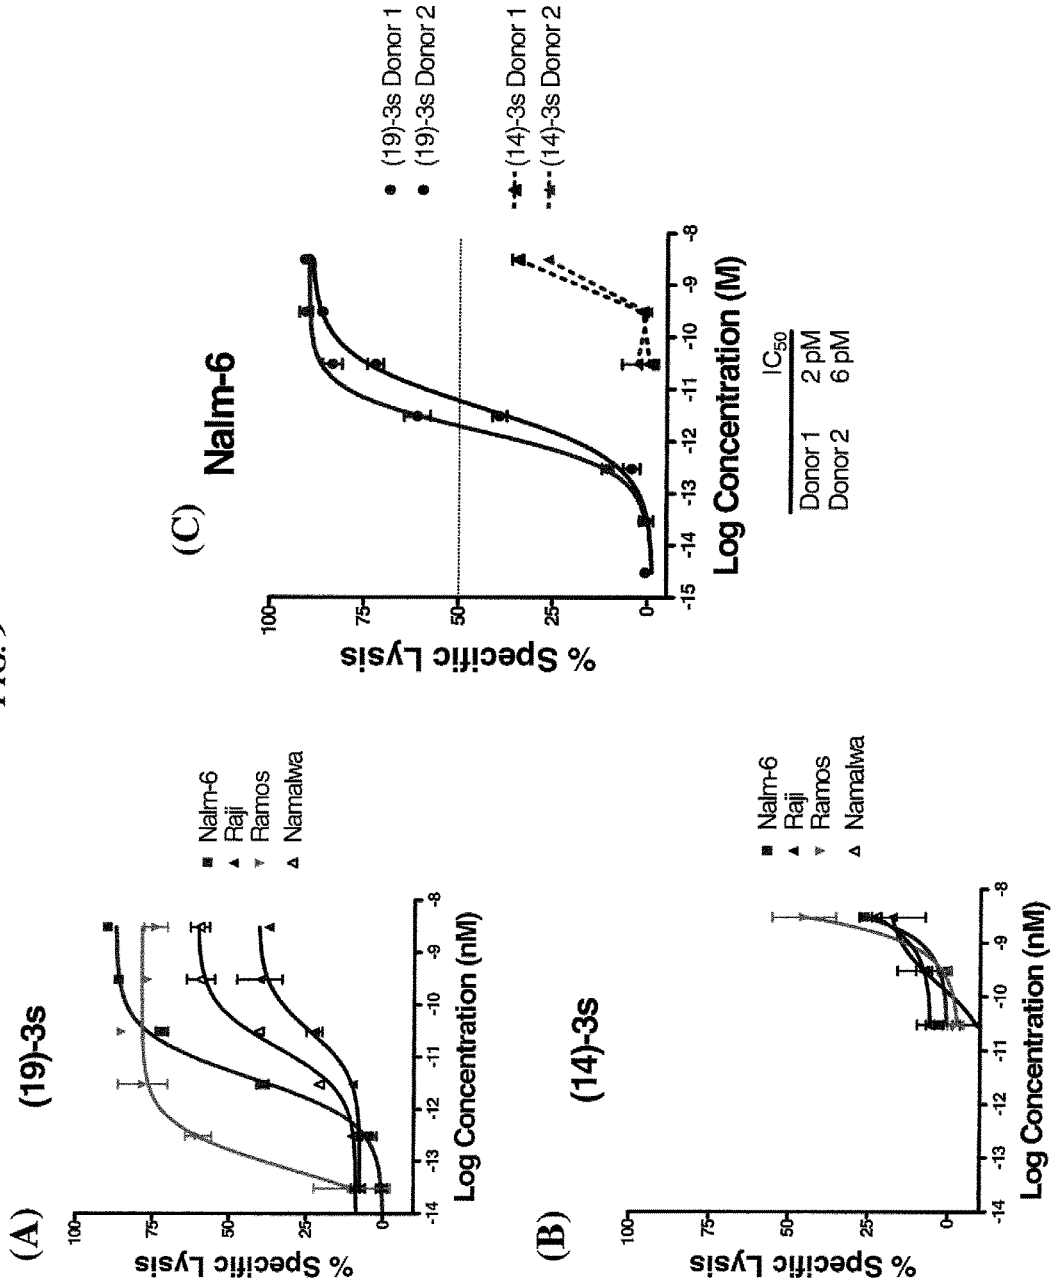 (A)
(19)-3s
% Specific Lysis
100
75
50
25
0
-14
-13
-12
-11
-10
-9
-8
Log Concentration (nM)
Nalm-6
Raji
Ramos
Namalwa
(B)
(14)-3s
% Specific Lysis
100
75
50
25
0
-14
-13
-12
-11
-10
-9
-8
Log Concentration (nM)
Nalm-6
Raji
Ramos
Namalwa
(C)
Nalm-6
% Specific Lysis
100
75
50
25
0
-15
-14
-13
-12
-11
-10
-9
-8
Log Concentration (M)
(19)-3s Donor 1
(19)-3s Donor 2
(14)-3s Donor 1
(14)-3s Donor 2
IC50
Donor 1 2 pM
Donor 2 6 pM